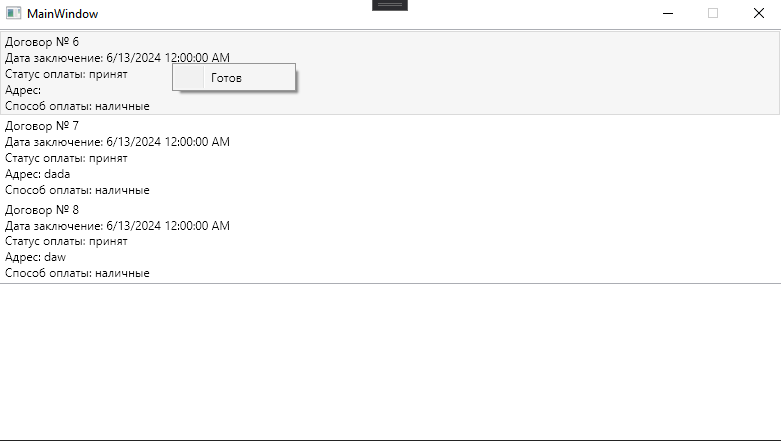 MainWindow
Договор № 6
Дата заключение: 6/13/2024 12:00:00 AM
Статус оплаты: принят
Готов
Адрес:
Способ оплаты: наличные
Договор № 7
Дата заключение: 6/13/2024 12:00:00 AM
Статус оплаты: принят
Адрес: dada
Способ оплаты: наличные
Договор № 8
Дата заключение: 6/13/2024 12:00:00 AM
Статус оплаты: принят
Адрес: daw
Способ оплаты: наличные